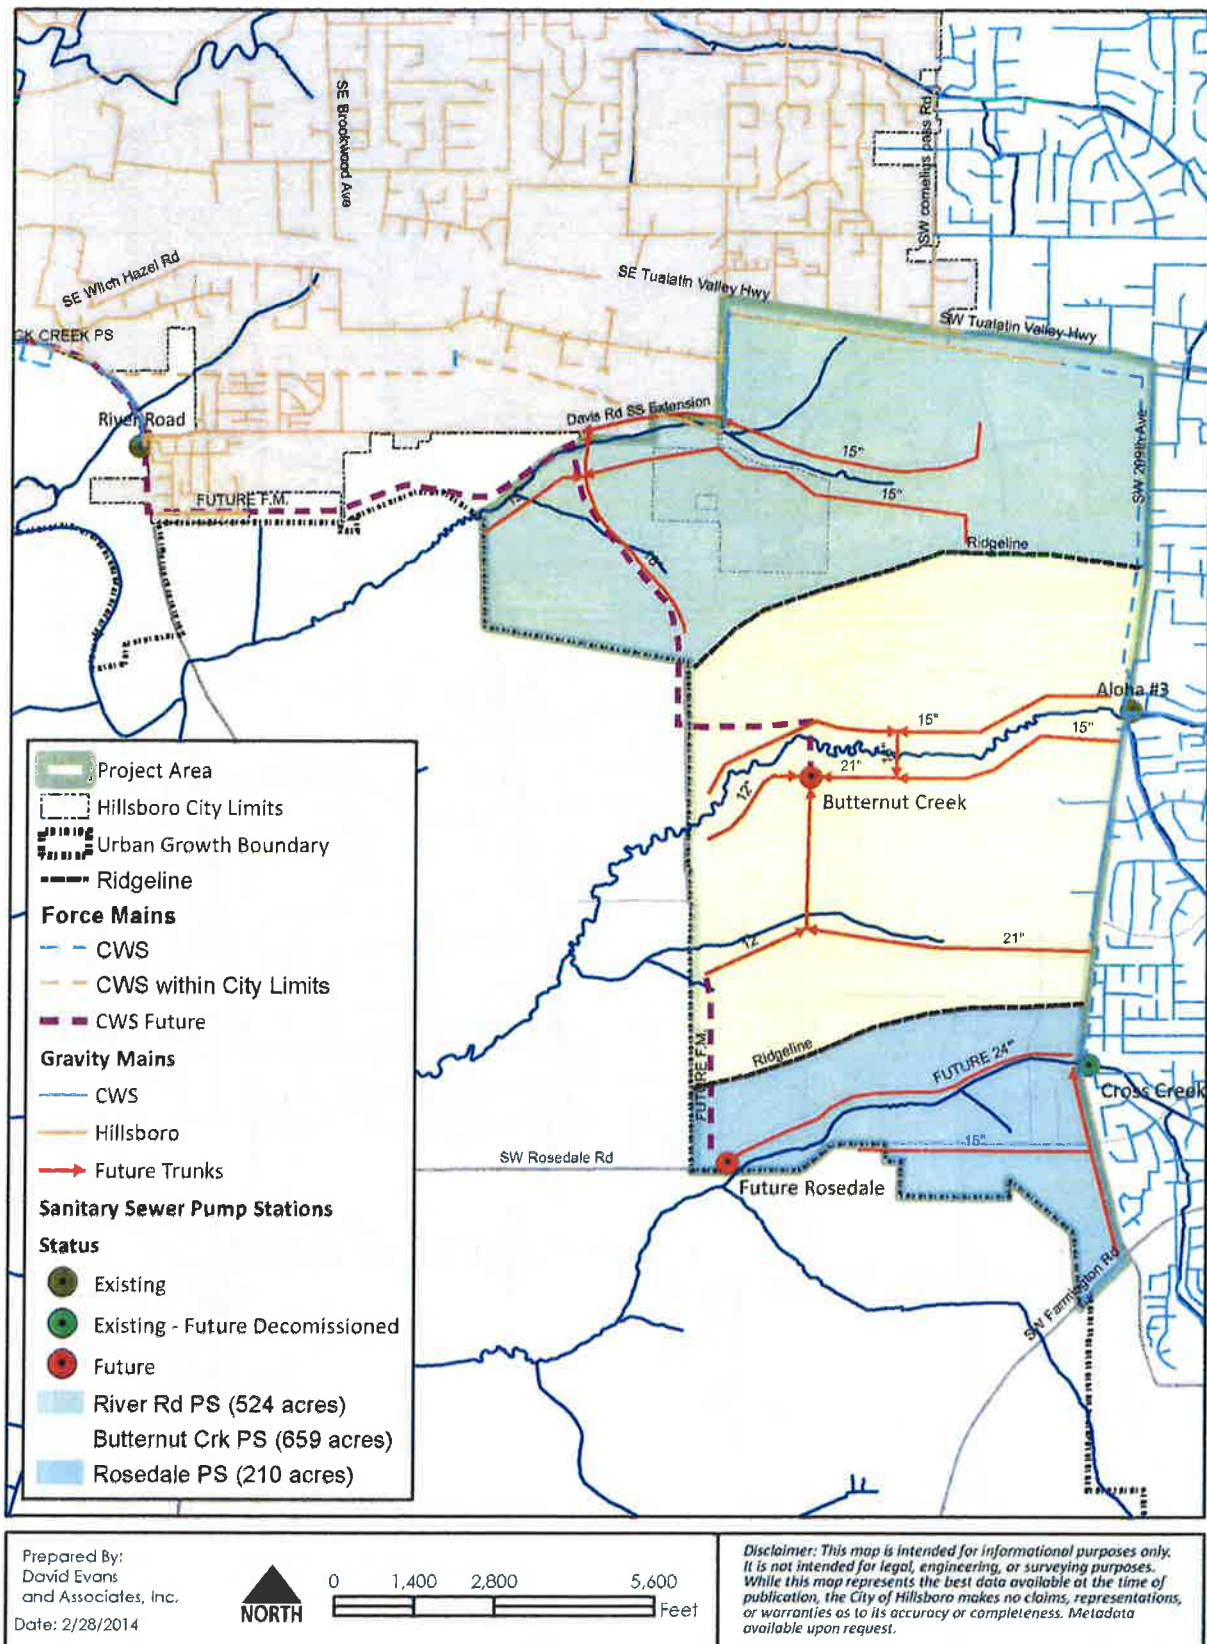 SE Brookwood Ave
SW cornelius pass Rd
SE Witch Hazel Rd
SE Tualatin Valley Hwy
SW Tualatin Valley Hwy
CK CREEK PS
River Road
Davis Rd SS Extension
SW 209th Ave
15"
15"
FUTURE F.M.
Ridgeline
Aloha #3
15"
15"
21"
12"
Butternut Creek
12"
21"
Ridgeline
FUTURE F.M.
FUTURE 24"
Cross Creek
15"
SW Rosedale Rd
Future Rosedale
SW Farmington Rd
Project Area
Hillsboro City Limits
Urban Growth Boundary
Ridgeline
Force Mains
CWS
CWS within City Limits
CWS Future
Gravity Mains
CWS
Hillsboro
Future Trunks
Sanitary Sewer Pump Stations
Status
Existing
Existing - Future Decomissioned
Future
River Rd PS (524 acres)
Butternut Crk PS (659 acres)
Rosedale PS (210 acres)
Prepared By:
David Evans
and Associates, Inc.
Date: 2/28/2014
NORTH
0 1,400 2,800 5,600
Feet
Disclaimer: This map is intended for informational purposes only.
It is not intended for legal, engineering, or surveying purposes.
While this map represents the best data available at the time of
publication, the City of Hillsboro makes no claims, representations,
or warranties as to its accuracy or completeness. Metadata
available upon request.